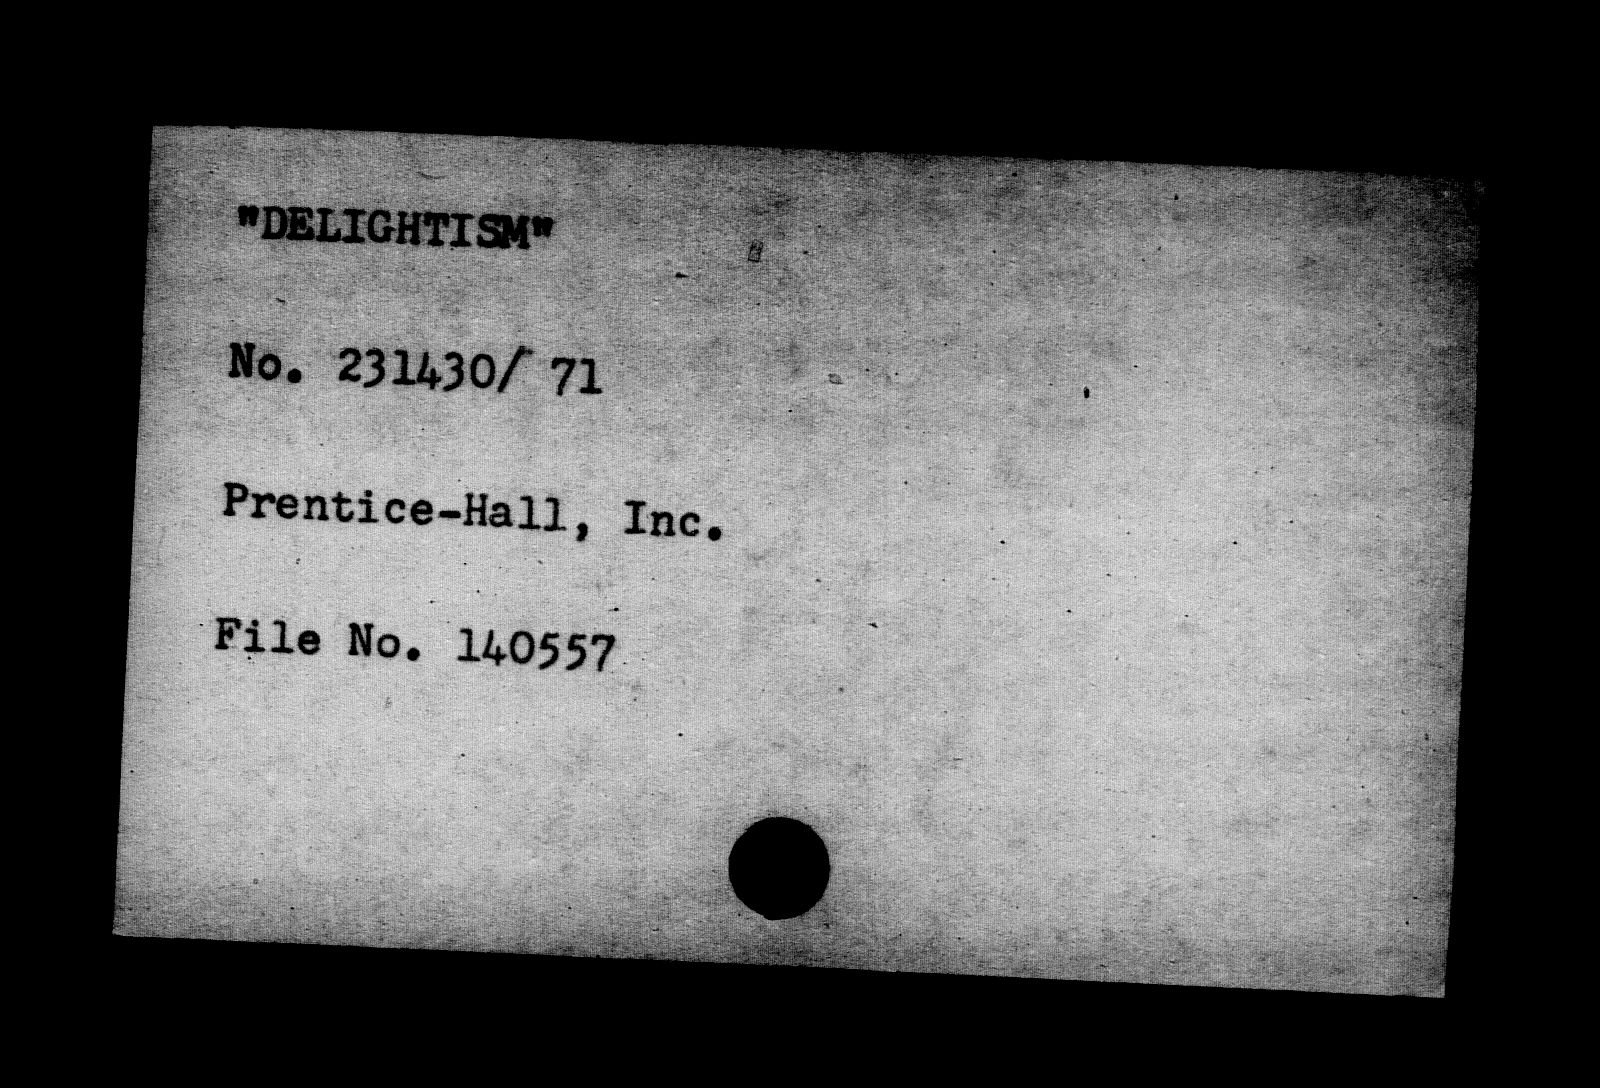 "DELIGHTISM"
No. 231430/ 71
Prentice-Hall, Inc.
File No. 140557